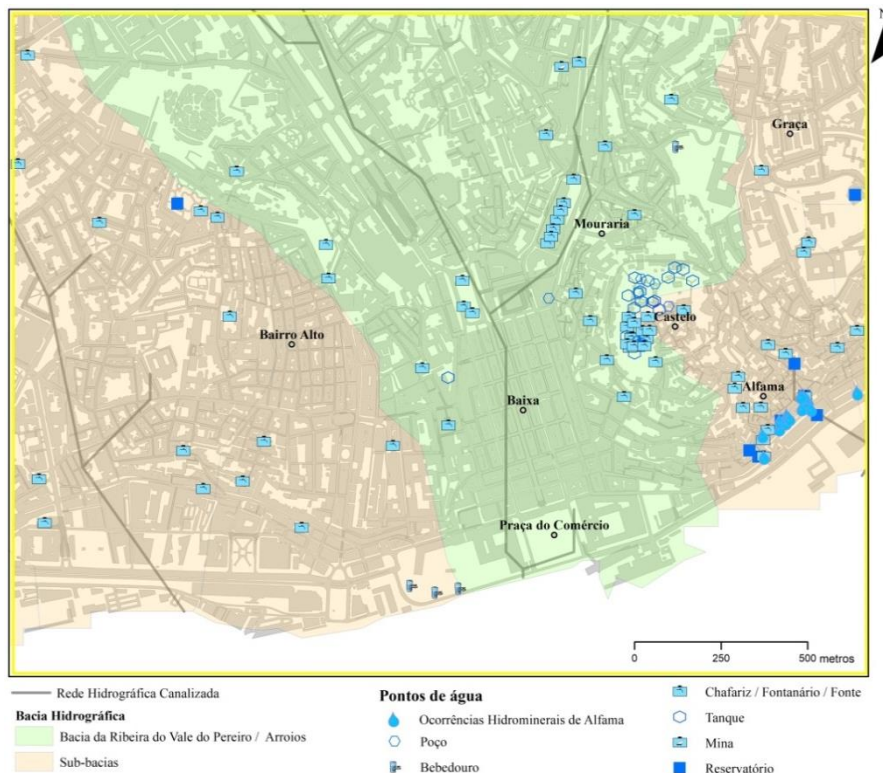 N
Graça
Mouraria
Castelo
Bairro Alto
Alfama
Baixa
Praça do Comércio
0 250 500 metros
Rede Hidrográfica Canalizada
Bacia Hidrográfica
Bacia da Ribeira do Vale do Pereiro / Arroios
Sub-bacias
Pontos de água
Ocorrências Hidrominerais de Alfama
Poço
Bebedouro
Chafariz / Fontanário / Fonte
Tanque
Mina
Reservatório